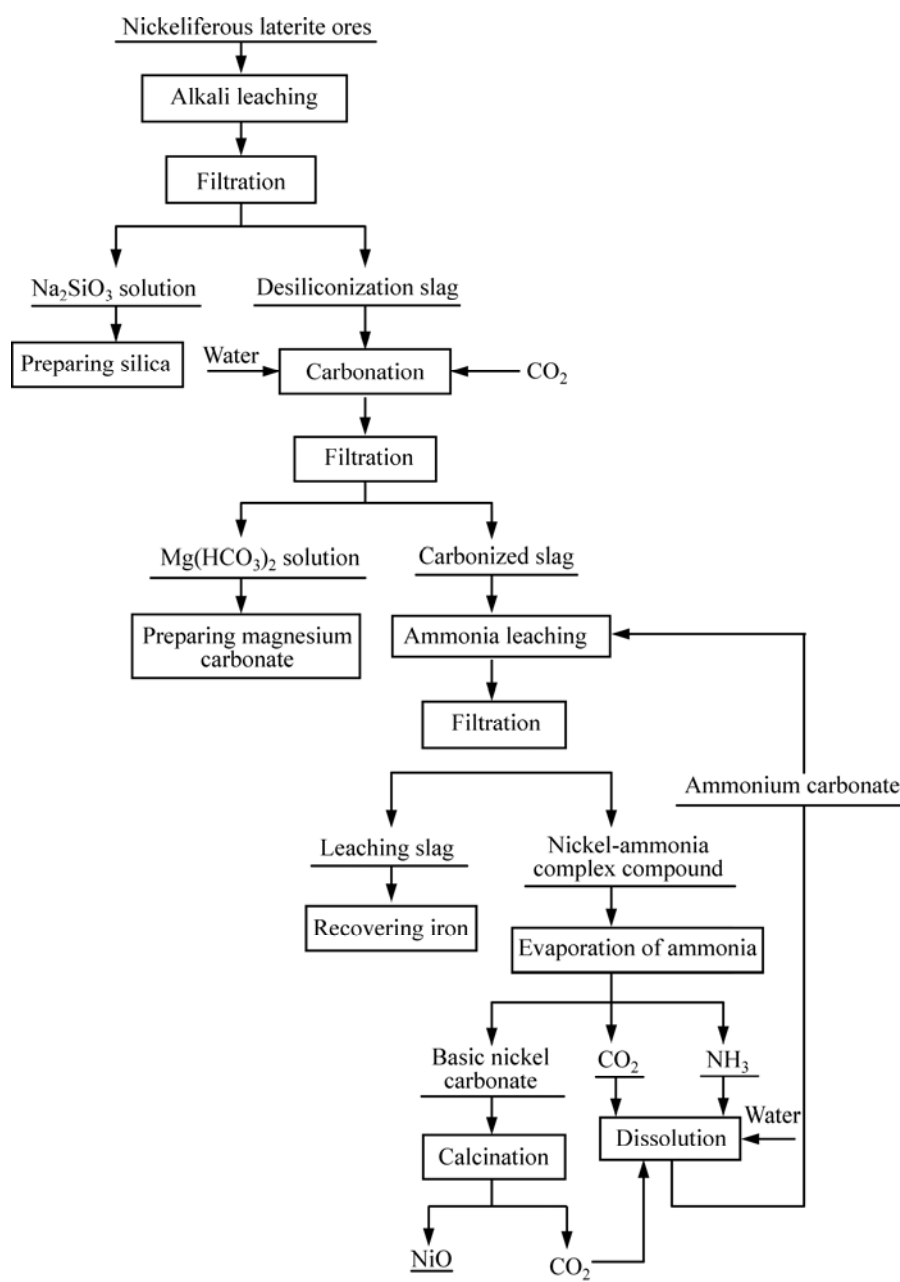 Nickeliferous laterite ores
Alkali leaching
Filtration
Na₂SiO₃ solution
Desiliconization slag
Preparing silica
Water
Carbonation
CO₂
Filtration
Mg(HCO₃)₂ solution
Carbonized slag
Preparing magnesium
carbonate
Ammonia leaching
Filtration
Ammonium carbonate
Leaching slag
Nickel-ammonia
complex compound
Recovering iron
Evaporation of ammonia
Basic nickel
carbonate
CO₂
NH₃
Water
Dissolution
Calcination
NiO
CO₂